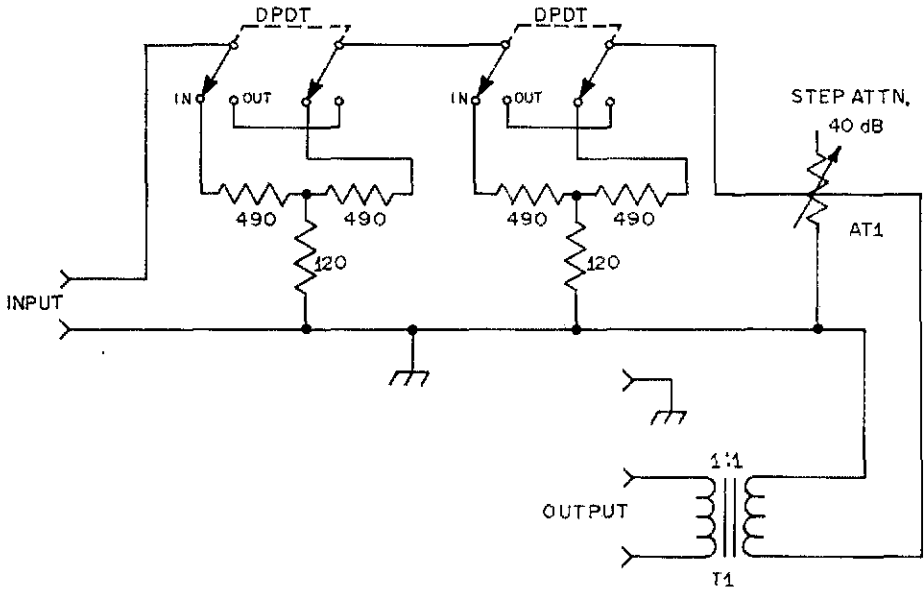 DPDT
DPDT
IN
OUT
IN
OUT
STEP ATTN,
40 dB
490
490
490
490
AT1
120
120
INPUT
1:1
OUTPUT
T1